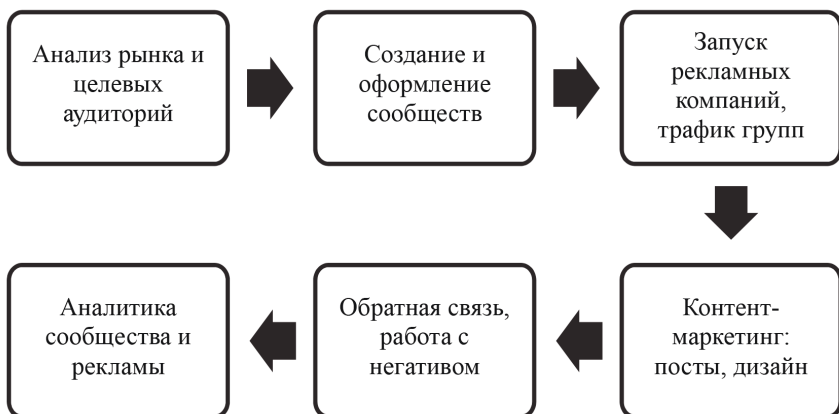 Анализ рынка и
целевых
аудиторий
Создание и
оформление
сообществ
Запуск
рекламных
компаний,
трафик групп
Контент-
маркетинг:
посты, дизайн
Обратная связь,
работа с
негативом
Аналитика
сообщества и
рекламы